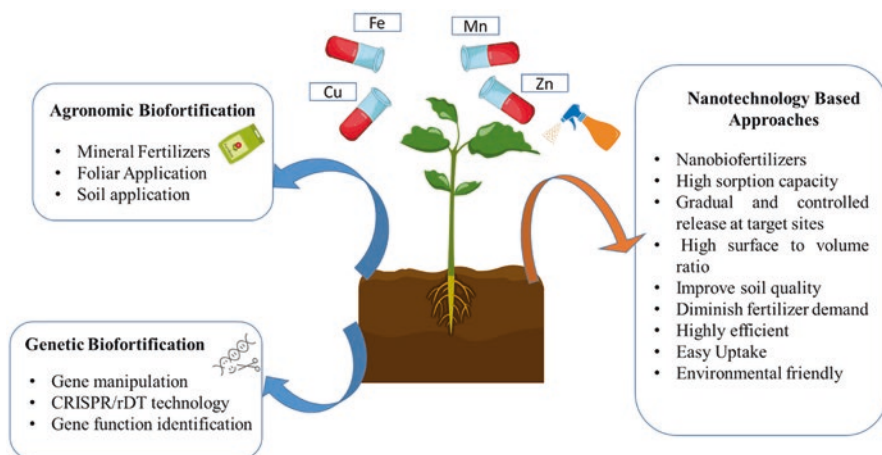 Fe
Mn
Cu
Zn
Agronomic Biofortification
• Mineral Fertilizers
• Foliar Application
• Soil application
Genetic Biofortification
• Gene manipulation
• CRISPR/rDT technology
• Gene function identification
Nanotechnology Based
Approaches
• Nanobiofertilizers
• High sorption capacity
• Gradual and controlled
release at target sites
• High surface to volume
ratio
• Improve soil quality
• Diminish fertilizer demand
• Highly efficient
• Easy Uptake
• Environmental friendly